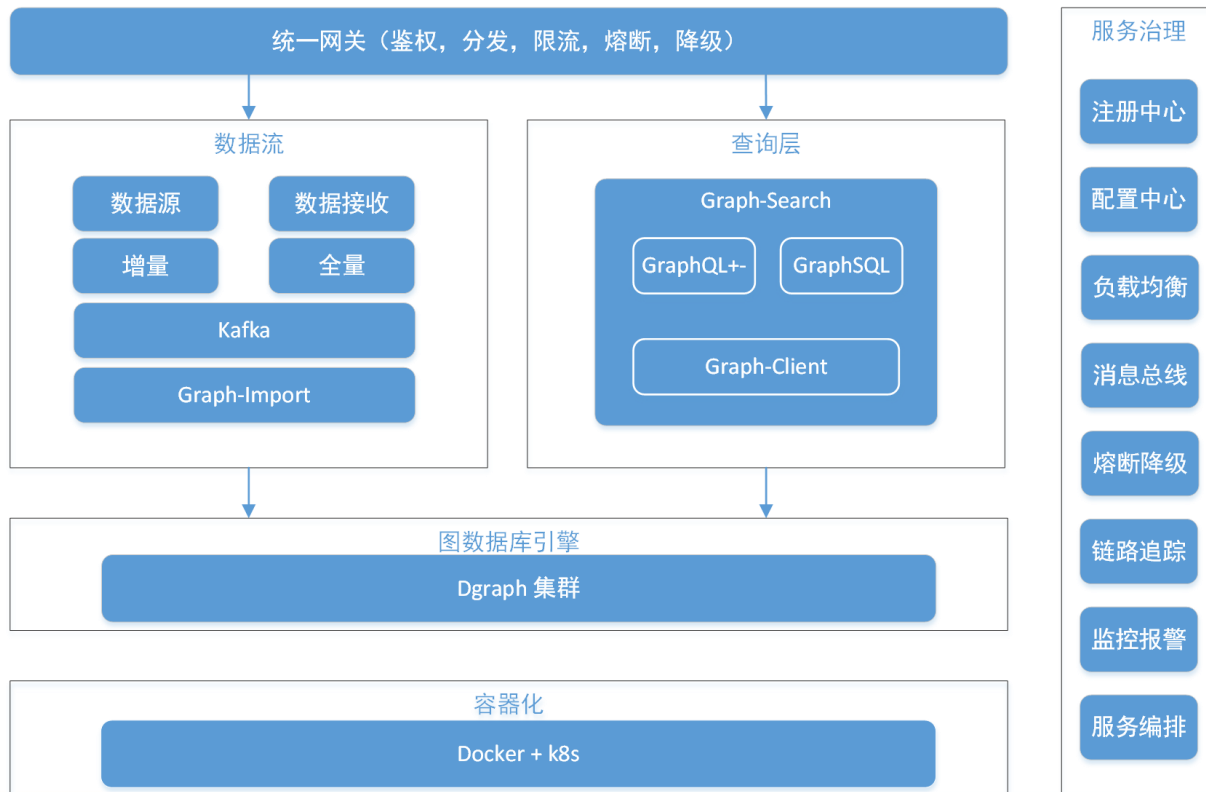 统一网关（鉴权，分发，限流，熔断，降级）
数据流
数据源
数据接收
增量
全量
Kafka
Graph-Import
查询层
Graph-Search
GraphQL+-
GraphSQL
Graph-Client
图数据库引擎
Dgraph 集群
容器化
Docker + k8s
服务治理
注册中心
配置中心
负载均衡
消息总线
熔断降级
链路追踪
监控报警
服务编排